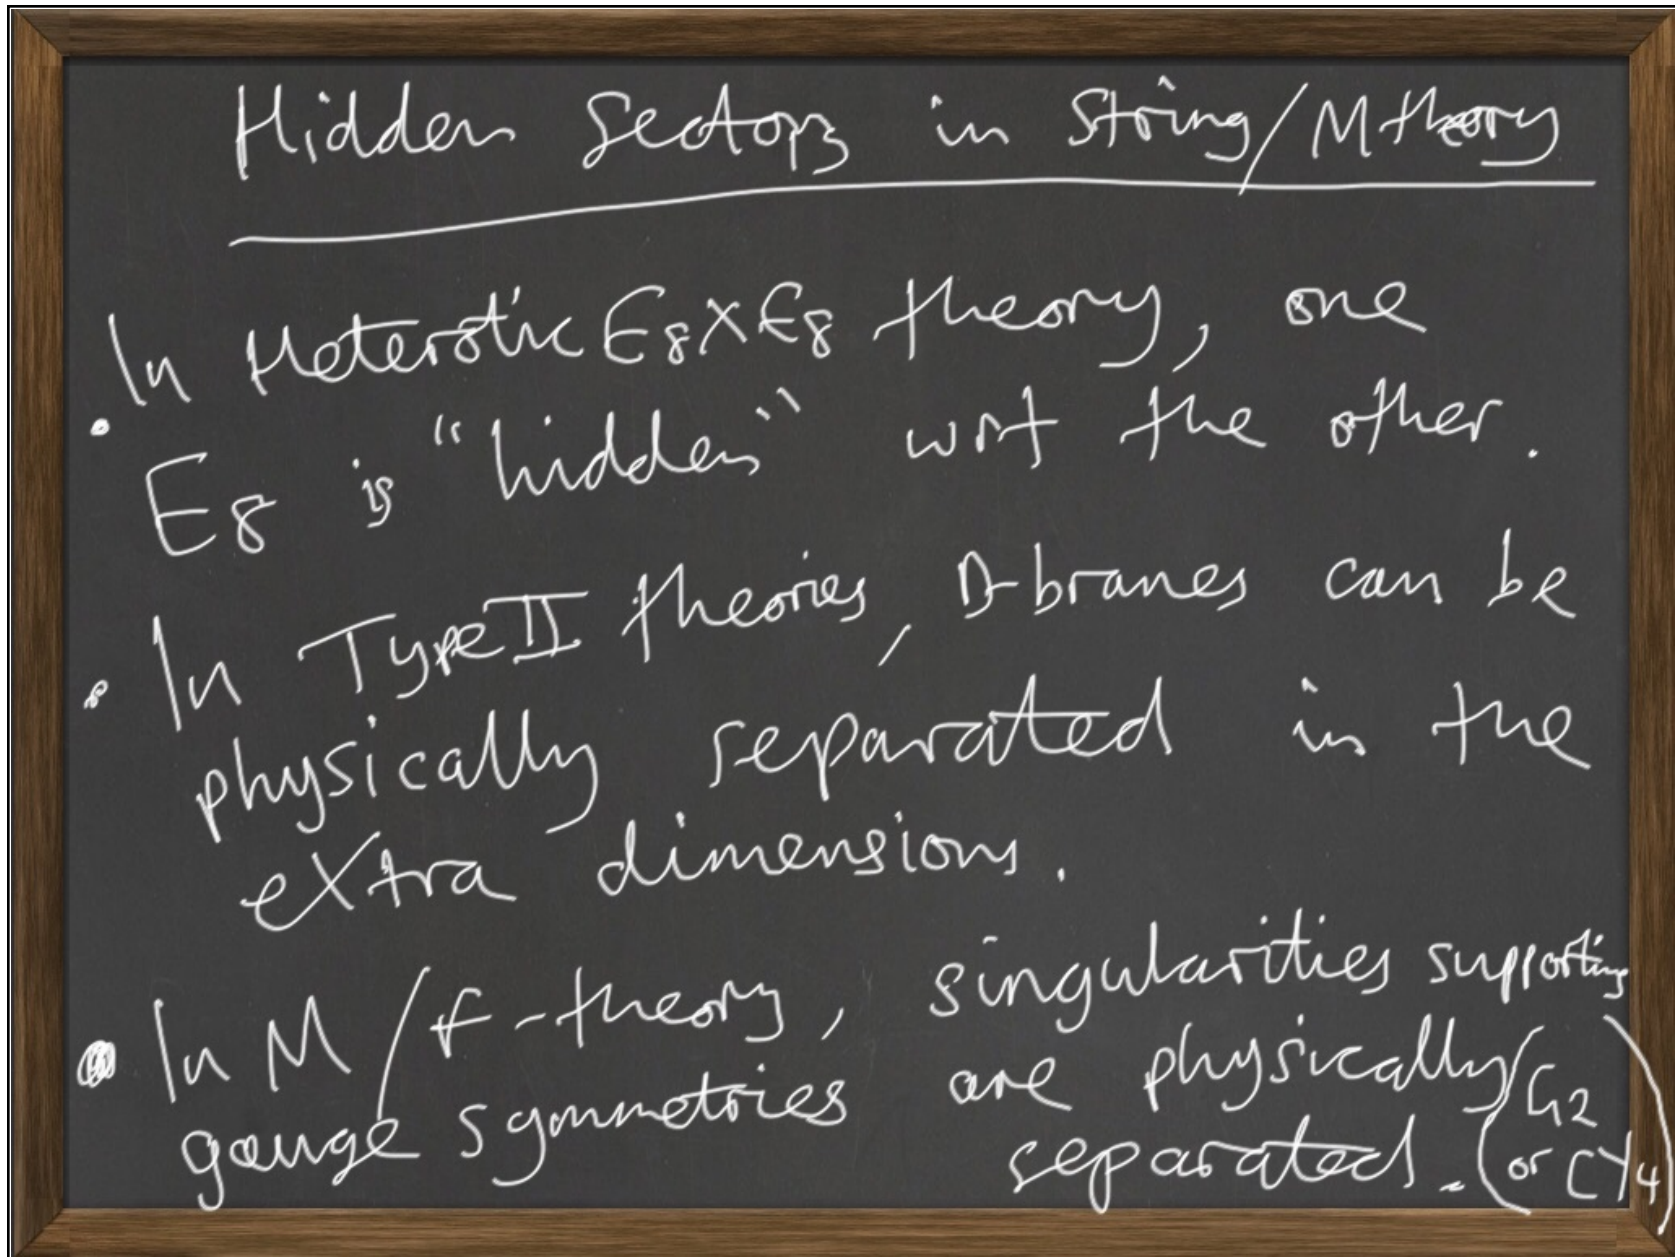 Hidden Sectors in String/M theory
• In Heterotic E8XE8 theory, one
E8 is "hidden" wrt the other.
• In Type II theories, D-branes can be
physically separated in the
extra dimensions.
• In M/F-theory, singularities supporting
gauge symmetries are physically
separated. (G2
or CY4)